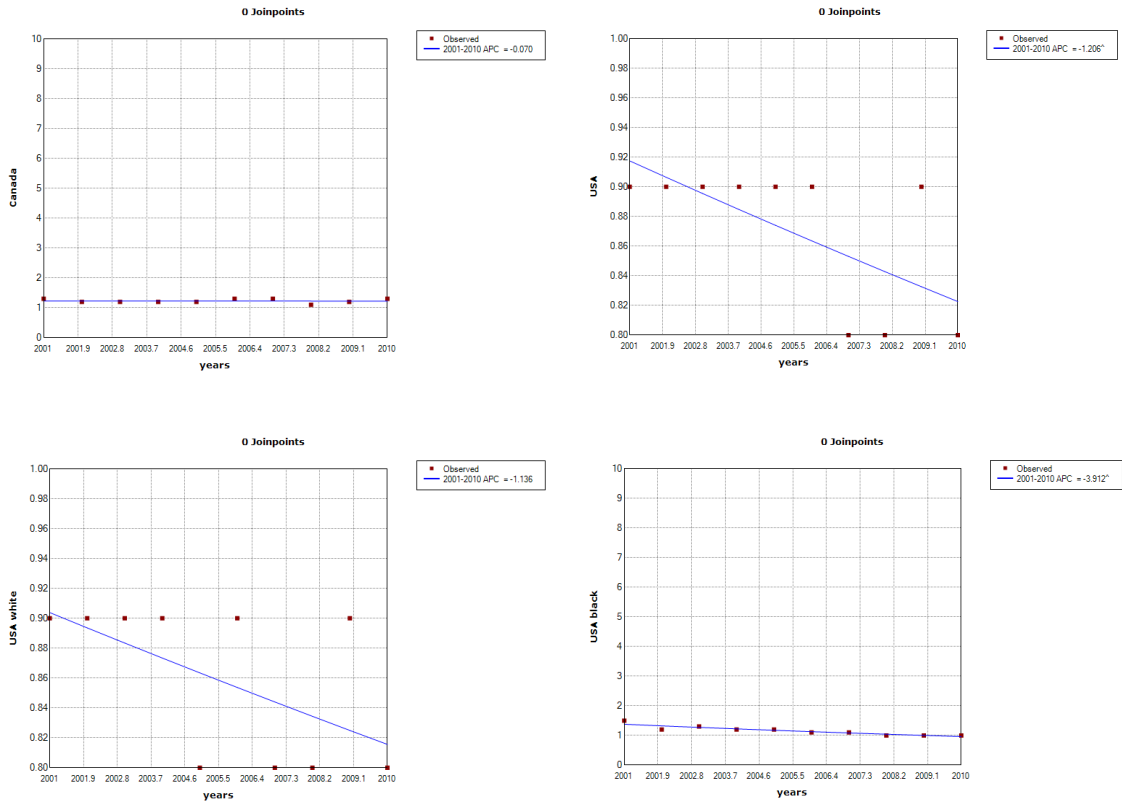 0 Joinpoints
Observed
2001-2010 APC = -0.070
10
9
8
7
6
5
4
3
2
1
0
Canada
2001 2001.9 2002.8 2003.7 2004.6 2005.5 2006.4 2007.3 2008.2 2009.1 2010
years
0 Joinpoints
Observed
2001-2010 APC = -1.206^
1.00
0.98
0.96
0.94
0.92
0.90
0.88
0.86
0.84
0.82
0.80
USA
2001 2001.9 2002.8 2003.7 2004.6 2005.5 2006.4 2007.3 2008.2 2009.1 2010
years
0 Joinpoints
Observed
2001-2010 APC = -1.136
1.00
0.98
0.96
0.94
0.92
0.90
0.88
0.86
0.84
0.82
0.80
USA white
2001 2001.9 2002.8 2003.7 2004.6 2005.5 2006.4 2007.3 2008.2 2009.1 2010
years
0 Joinpoints
Observed
2001-2010 APC = -3.912^
10
9
8
7
6
5
4
3
2
1
0
USA black
2001 2001.9 2002.8 2003.7 2004.6 2005.5 2006.4 2007.3 2008.2 2009.1 2010
years